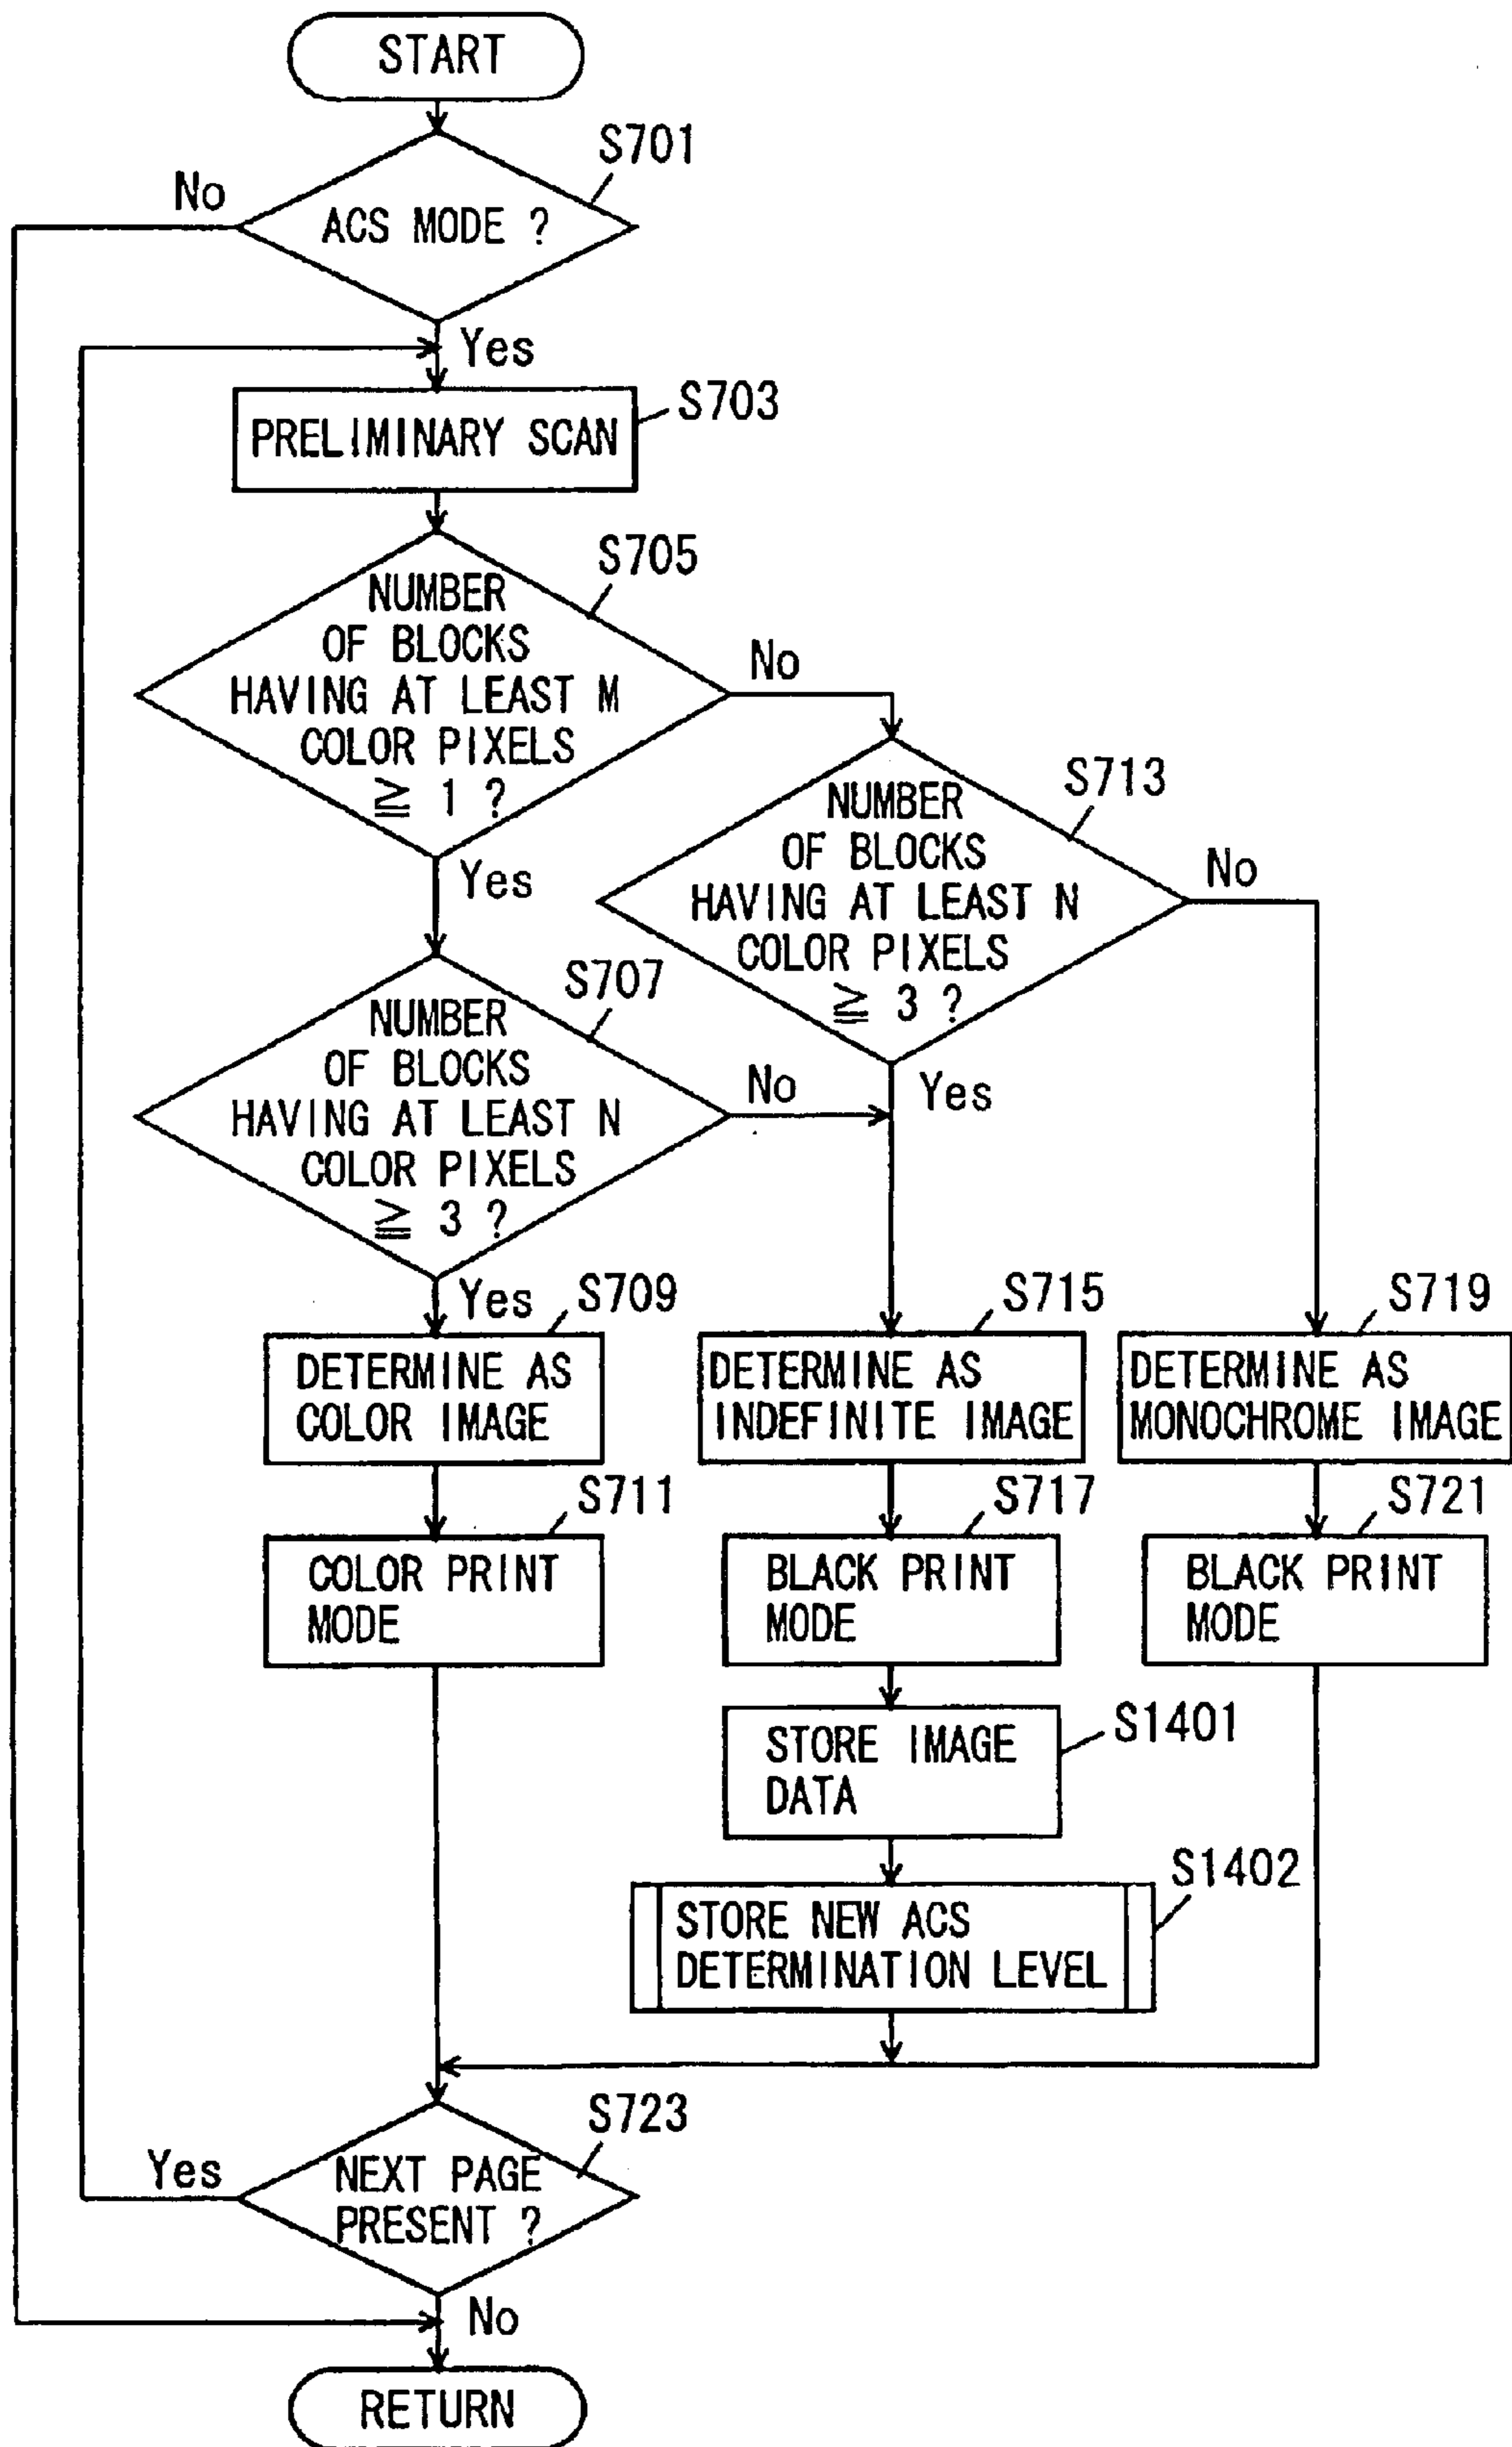 START
S701
No
ACS MODE ?
Yes
S703
PRELIMINARY SCAN
S705
NUMBER
OF BLOCKS
HAVING AT LEAST M
COLOR PIXELS
≧ 1 ?
No
Yes
S713
NUMBER
OF BLOCKS
HAVING AT LEAST N
COLOR PIXELS
≧ 3 ?
No
Yes
S707
NUMBER
OF BLOCKS
HAVING AT LEAST N
COLOR PIXELS
≧ 3 ?
No
Yes
S709
DETERMINE AS
COLOR IMAGE
S715
DETERMINE AS
INDEFINITE IMAGE
S719
DETERMINE AS
MONOCHROME IMAGE
S711
COLOR PRINT
MODE
S717
BLACK PRINT
MODE
S721
BLACK PRINT
MODE
S1401
STORE IMAGE
DATA
S1402
STORE NEW ACS
DETERMINATION LEVEL
S723
Yes
NEXT PAGE
PRESENT ?
No
RETURN